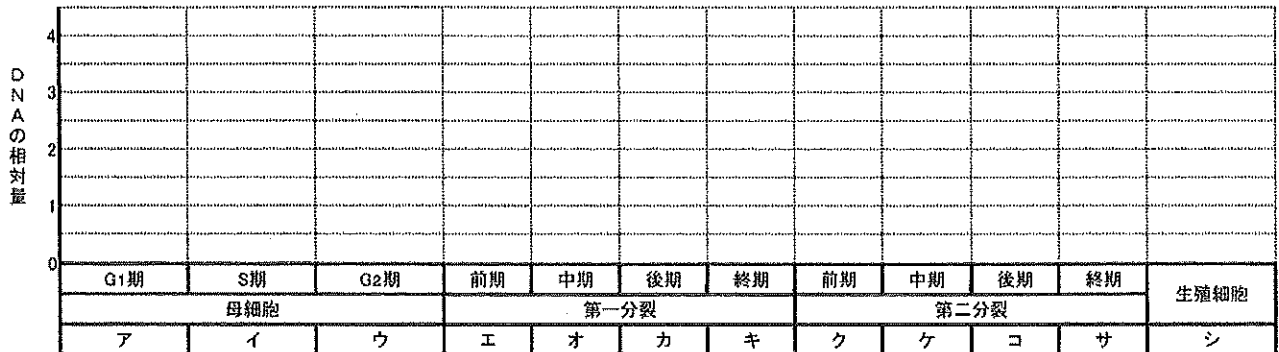 DNAの相対量
4
3
2
1
0
G1期 S期 G2期 前期 中期 後期 終期 前期 中期 後期 終期 生殖細胞
母細胞 第一分裂 第二分裂
ア イ ウ エ オ カ キ ク ケ コ サ シ